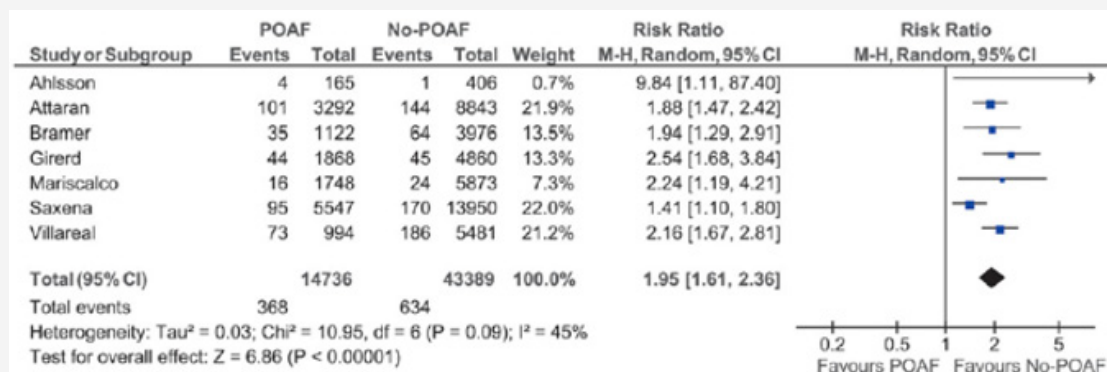 POAF No-POAF Risk Ratio Risk Ratio
Study or Subgroup Events Total Events Total Weight M-H, Random, 95% CI M-H, Random, 95% CI
Ahlsson 4 165 1 406 0.7% 9.84 [1.11, 87.40]
Attaran 101 3292 144 8843 21.9% 1.88 [1.47, 2.42]
Bramer 35 1122 64 3976 13.5% 1.94 [1.29, 2.91]
Girerd 44 1868 45 4860 13.3% 2.54 [1.68, 3.84]
Mariscalco 16 1748 24 5873 7.3% 2.24 [1.19, 4.21]
Saxena 95 5547 170 13950 22.0% 1.41 [1.10, 1.80]
Villareal 73 994 186 5481 21.2% 2.16 [1.67, 2.81]
Total (95% CI) 14736 43389 100.0% 1.95 [1.61, 2.36]
Total events 368 634
Heterogeneity: Tau² = 0.03; Chi² = 10.95, df = 6 (P = 0.09); I² = 45%
Test for overall effect: Z = 6.86 (P < 0.00001)
0.2 0.5 1 2 5
Favours POAF Favours No-POAF